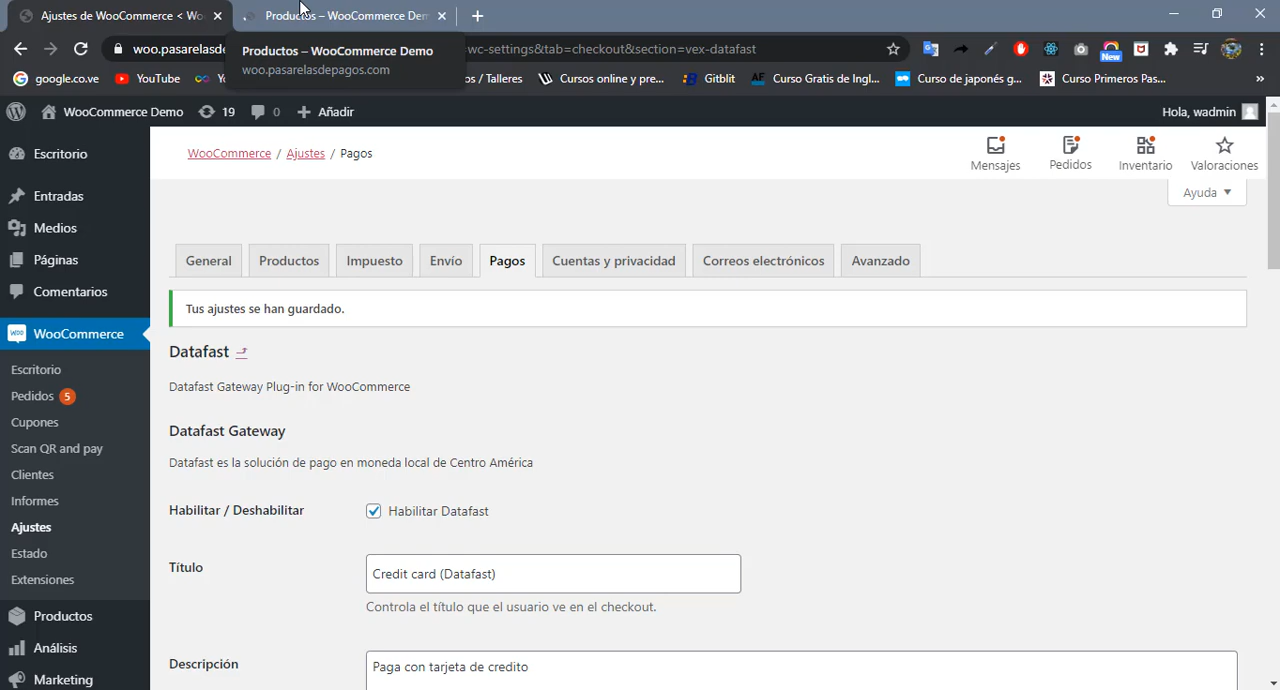 Ajustes de WooCommerce < Wo
Productos – WooCommerce Dem
woo.pasarelasde
Productos – WooCommerce Demo
woo.pasarelasdepagos.com
wc-settings&tab=checkout&section=vex-datafast
New
google.co.ve
YouTube
os / Talleres
Cursos online y pre...
Gitblit
Curso Gratis de Ingl...
Curso de japonés g...
Curso Primeros Pas...
»
WooCommerce Demo
19
0
Añadir
Hola, wadmin
Escritorio
Entradas
Medios
Páginas
Comentarios
WooCommerce
Escritorio
Pedidos 5
Cupones
Scan QR and pay
Clientes
Informes
Ajustes
Estado
Extensiones
Productos
Análisis
Marketing
WooCommerce / Ajustes / Pagos
Mensajes
Pedidos
Inventario
Valoraciones
Ayuda
General
Productos
Impuesto
Envío
Pagos
Cuentas y privacidad
Correos electrónicos
Avanzado
Tus ajustes se han guardado.
Datafast
Datafast Gateway Plug-in for WooCommerce
Datafast Gateway
Datafast es la solución de pago en moneda local de Centro América
Habilitar / Deshabilitar
Habilitar Datafast
Título
Credit card (Datafast)
Controla el título que el usuario ve en el checkout.
Descripción
Paga con tarjeta de credito